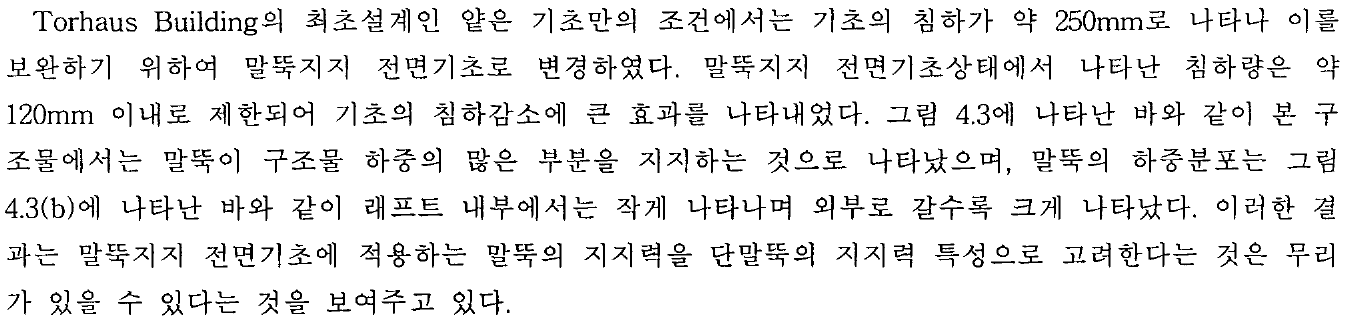 Torhaus Building의 최초설계인 얕은 기초만의 조건에서는 기초의 침하가 약 250mm로 나타나 이를
보완하기 위하여 말뚝지지 전면기초로 변경하였다. 말뚝지지 전면기초상태에서 나타난 침하량은 약
120mm 이내로 제한되어 기초의 침하감소에 큰 효과를 나타내었다. 그림 4.3에 나타난 바와 같이 본 구
조물에서는 말뚝이 구조물 하중의 많은 부분을 지지하는 것으로 나타났으며, 말뚝의 하중분포는 그림
4.3(b)에 나타난 바와 같이 래프트 내부에서는 작게 나타나며 외부로 갈수록 크게 나타났다. 이러한 결
과는 말뚝지지 전면기초에 적용하는 말뚝의 지지력을 단말뚝의 지지력 특성으로 고려한다는 것은 무리
가 있을 수 있다는 것을 보여주고 있다.